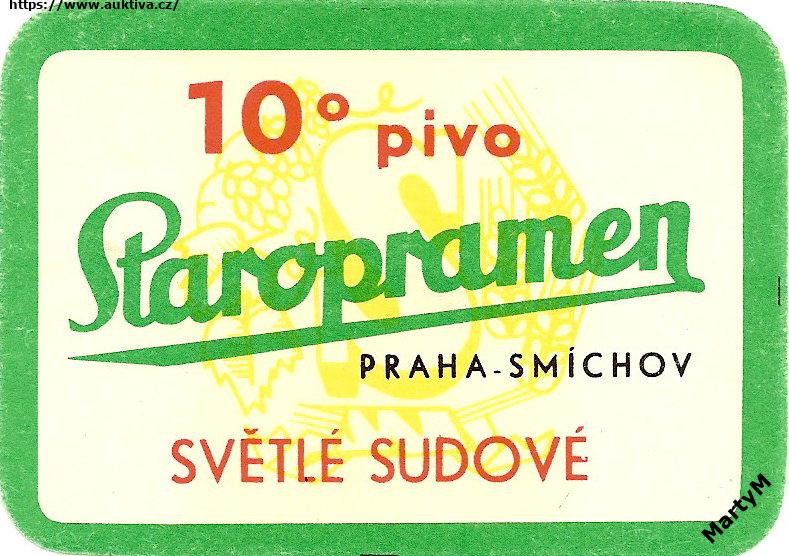 https://www.auktiva.cz/
10° pivo
S
Staropramen
PRAHA-SMÍCHOV
SVĚTLÉ SUDOVÉ
MartyM